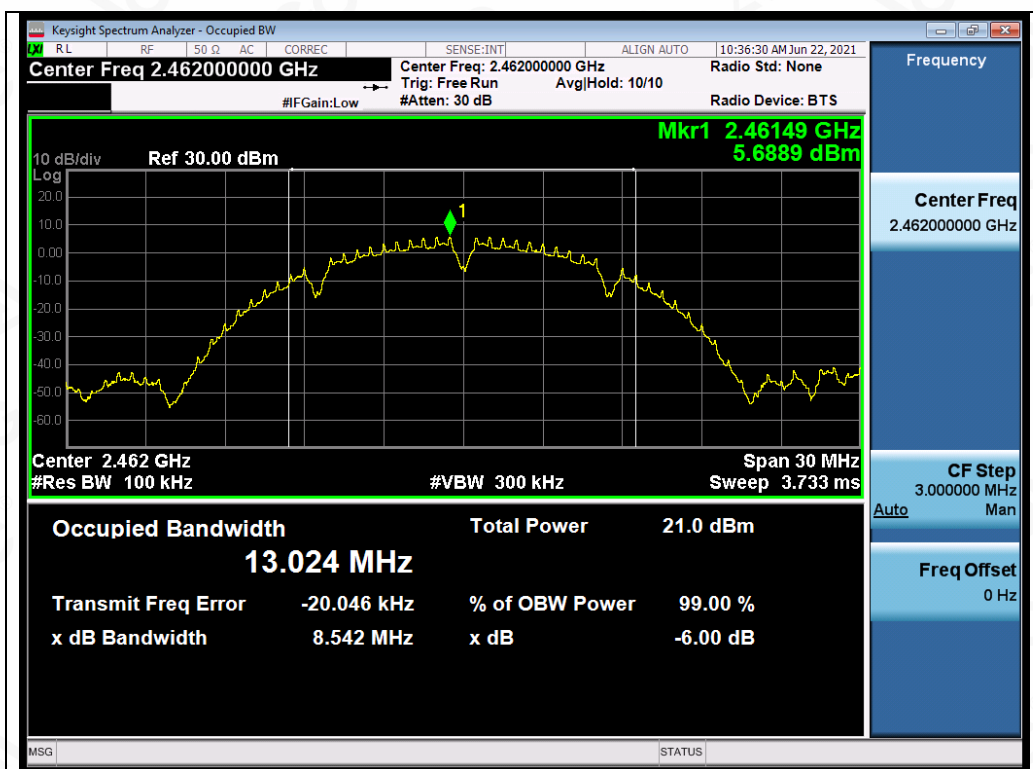 Keysight Spectrum Analyzer - Occupied BW
LXI RL RF 50 Ω AC CORREC SENSE:INT ALIGN AUTO 10:36:30 AM Jun 22, 2021
Center Freq 2.462000000 GHz Center Freq: 2.462000000 GHz Radio Std: None
Trig: Free Run Avg|Hold: 10/10
#IFGain:Low #Atten: 30 dB Radio Device: BTS
Frequency
Mkr1 2.46149 GHz
5.6889 dBm
10 dB/div Ref 30.00 dBm
Log
20.0
10.0
0.00
-10.0
-20.0
-30.0
-40.0
-50.0
-60.0
1
Center 2.462 GHz Span 30 MHz
#Res BW 100 kHz #VBW 300 kHz Sweep 3.733 ms
Occupied Bandwidth Total Power 21.0 dBm
13.024 MHz
Transmit Freq Error -20.046 kHz % of OBW Power 99.00 %
x dB Bandwidth 8.542 MHz x dB -6.00 dB
Center Freq
2.462000000 GHz
CF Step
3.000000 MHz
Auto Man
Freq Offset
0 Hz
MSG STATUS